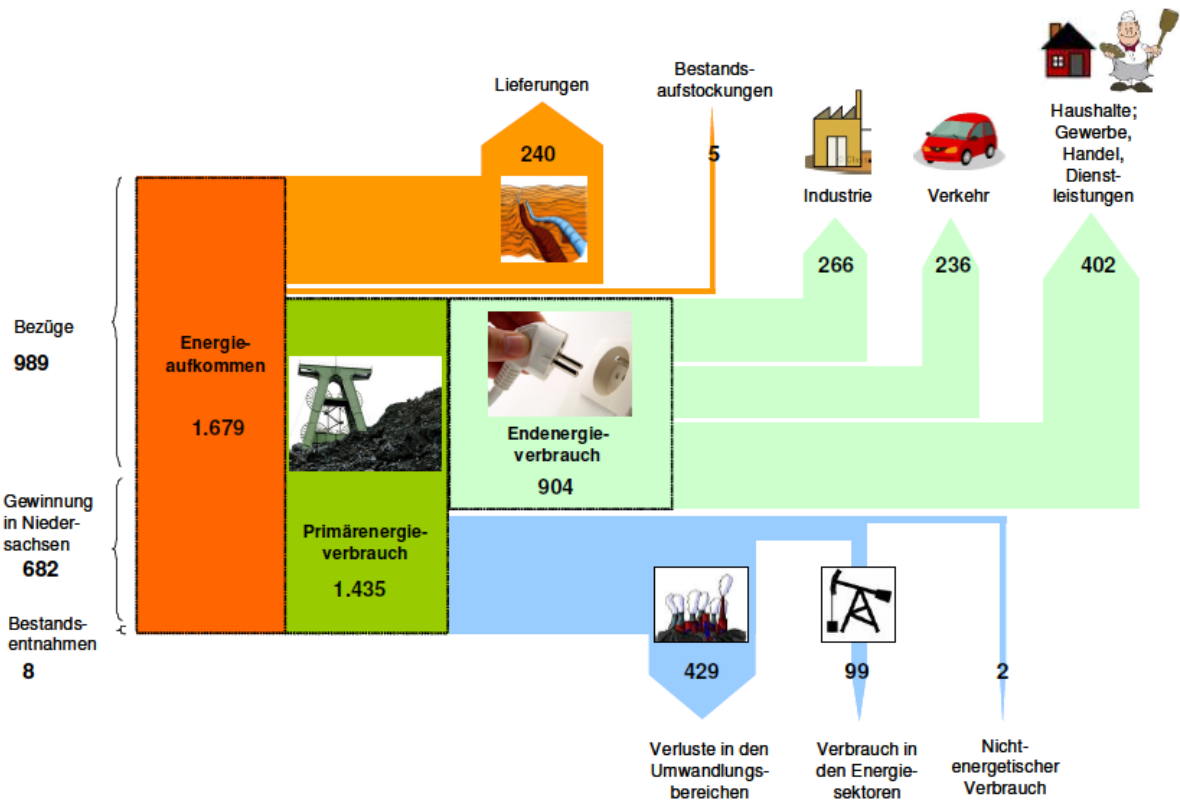 Lieferungen
240
Bestands-
aufstockungen
5
Industrie
266
Verkehr
236
Haushalte;
Gewerbe,
Handel,
Dienst-
leistungen
402
Bezüge
989
Gewinnung
in Nieder-
sachsen
682
Bestands-
entnahmen
8
Energie-
aufkommen
1.679
Primärenergie-
verbrauch
1.435
Endenergie-
verbrauch
904
429
Verluste in den
Umwandlungs-
bereichen
99
Verbrauch in
den Energie-
sektoren
2
Nicht-
energetischer
Verbrauch